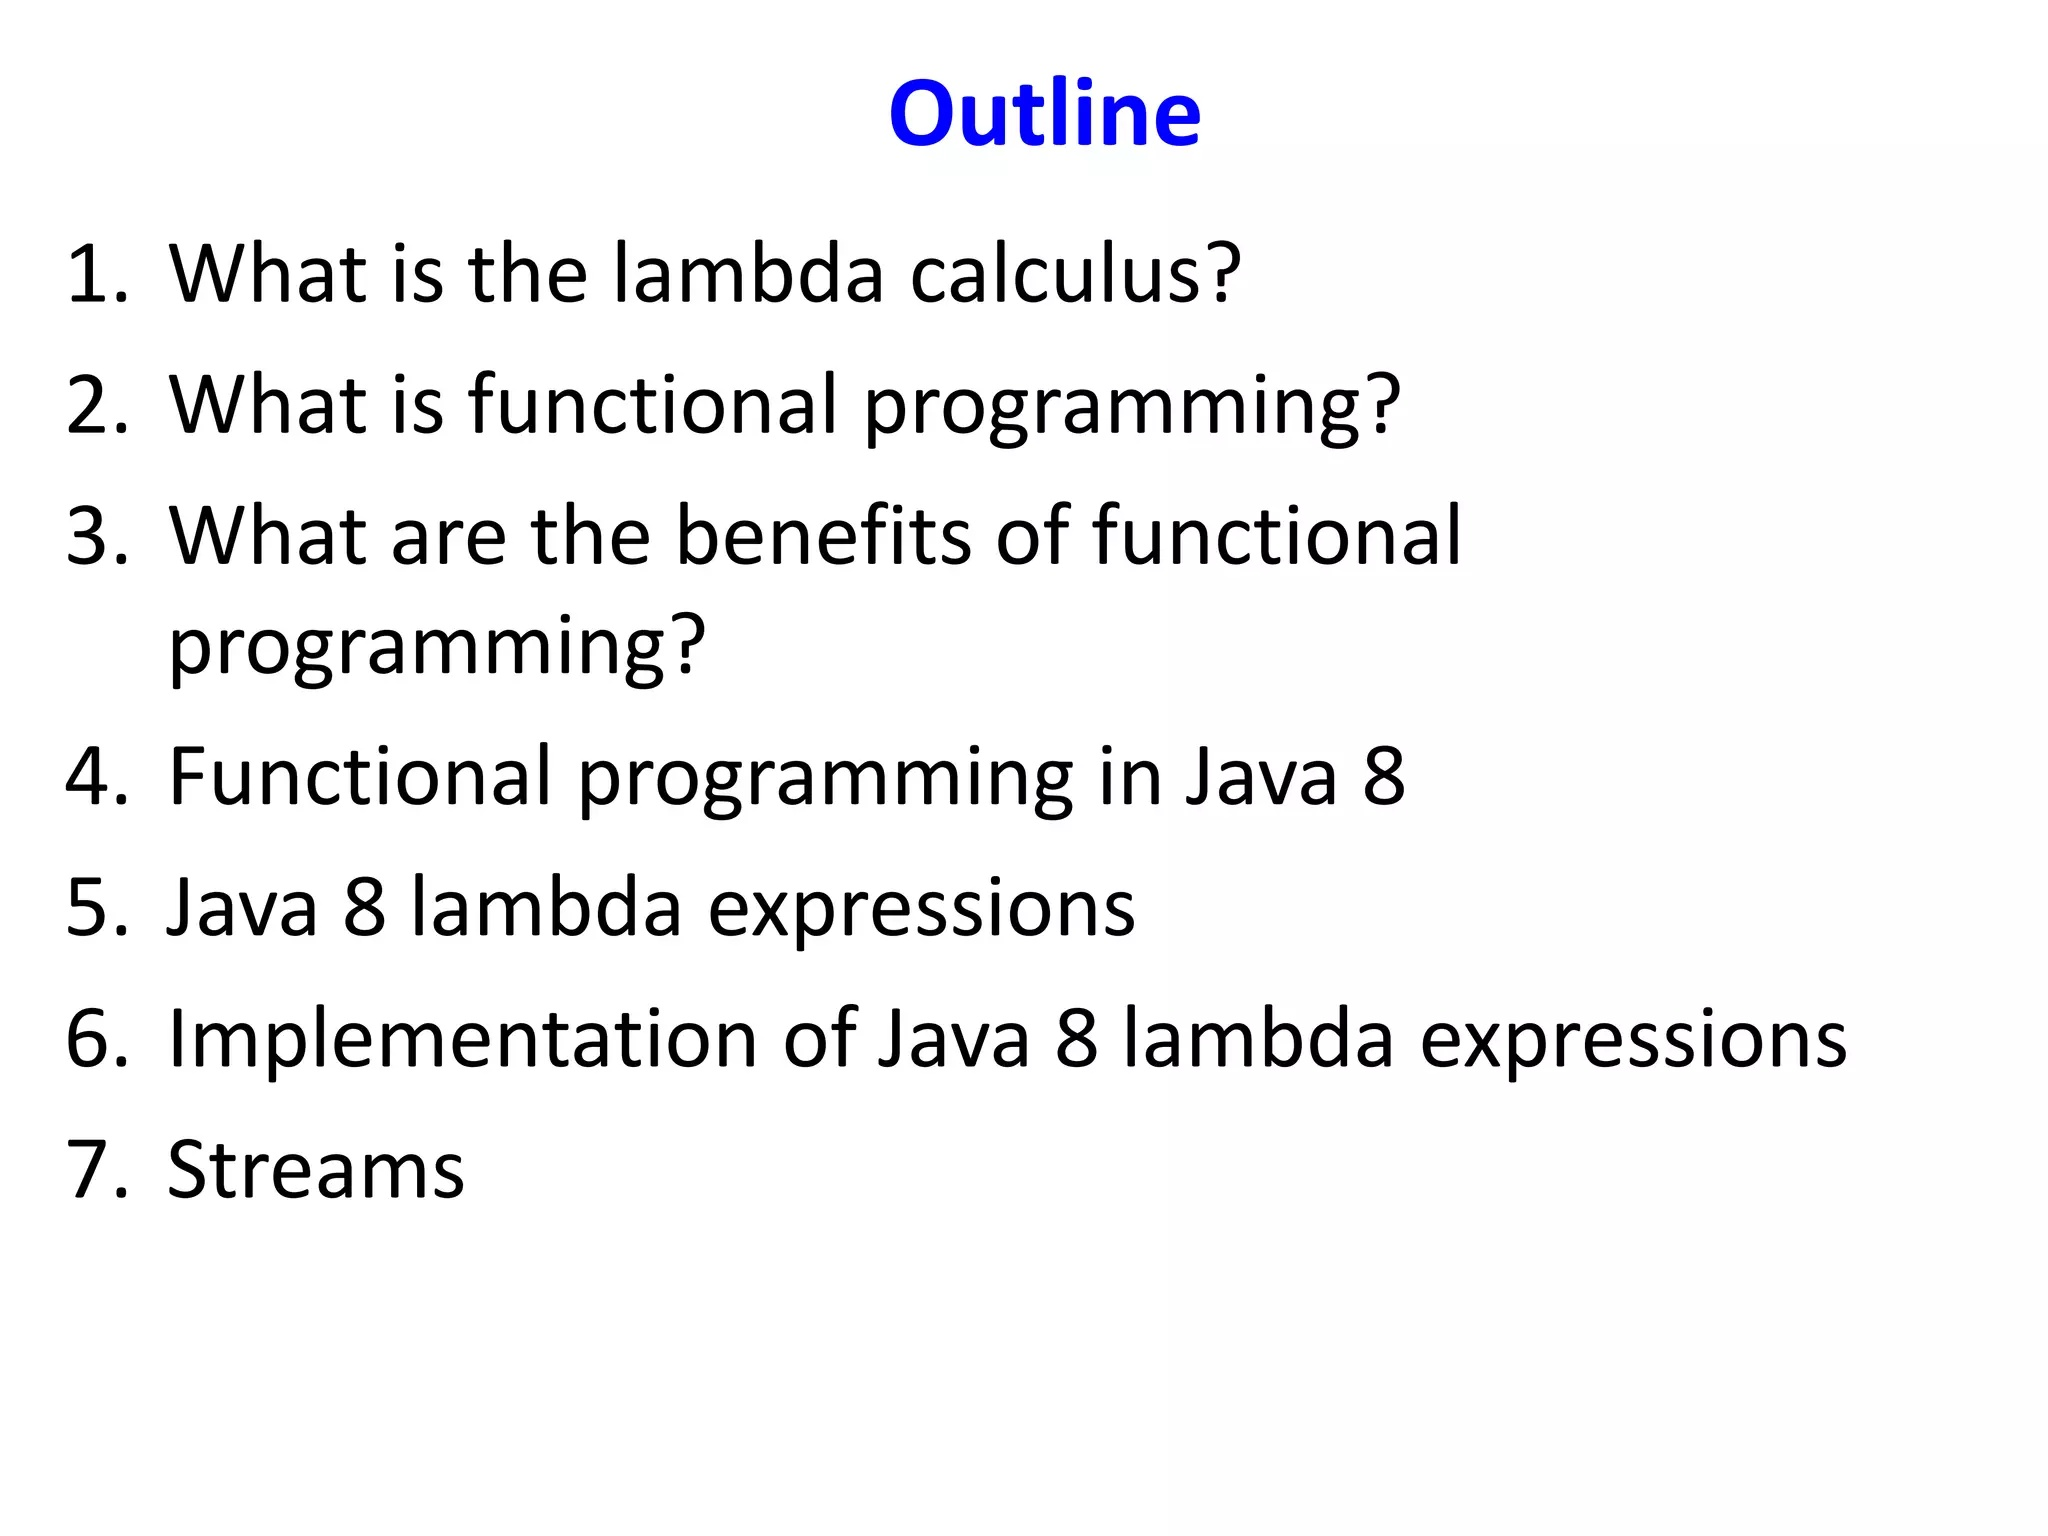 Outline
1. What is the lambda calculus?
2. What is functional programming?
3. What are the benefits of functional
programming?
4. Functional programming in Java 8
5. Java 8 lambda expressions
6. Implementation of Java 8 lambda expressions
7. Streams